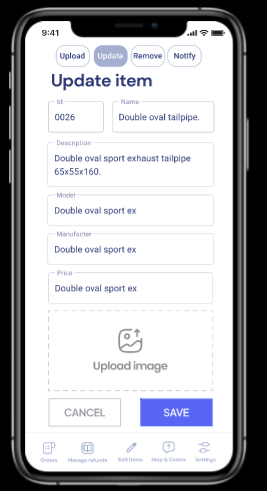 9:41
Upload Update Remove Notify
Update item
Id Name
0026 Double oval tailpipe.
Description
Double oval sport exhaust tailpipe
65x55x160.
Model
Double oval sport ex
Manufacter
Double oval sport ex
Price
Double oval sport ex
Upload image
CANCEL SAVE
Orders Manage refunds Edit items Help & Center Settings